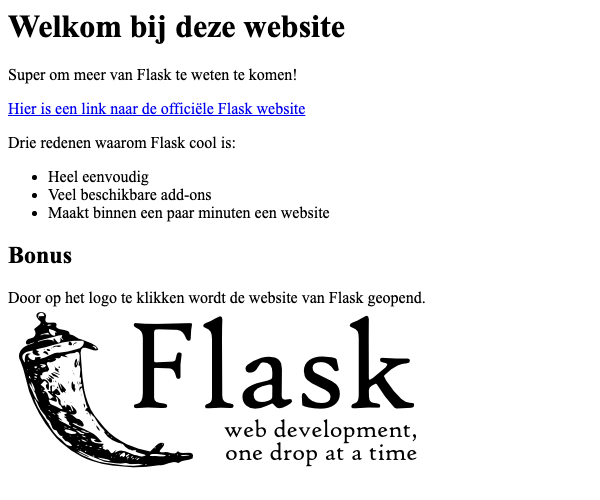 Welkom bij deze website
Super om meer van Flask te weten te komen!
Hier is een link naar de officiële Flask website
Drie redenen waarom Flask cool is:
Heel eenvoudig
Veel beschikbare add-ons
Maakt binnen een paar minuten een website
Bonus
Door op het logo te klikken wordt de website van Flask geopend.
Flask
web development,
one drop at a time